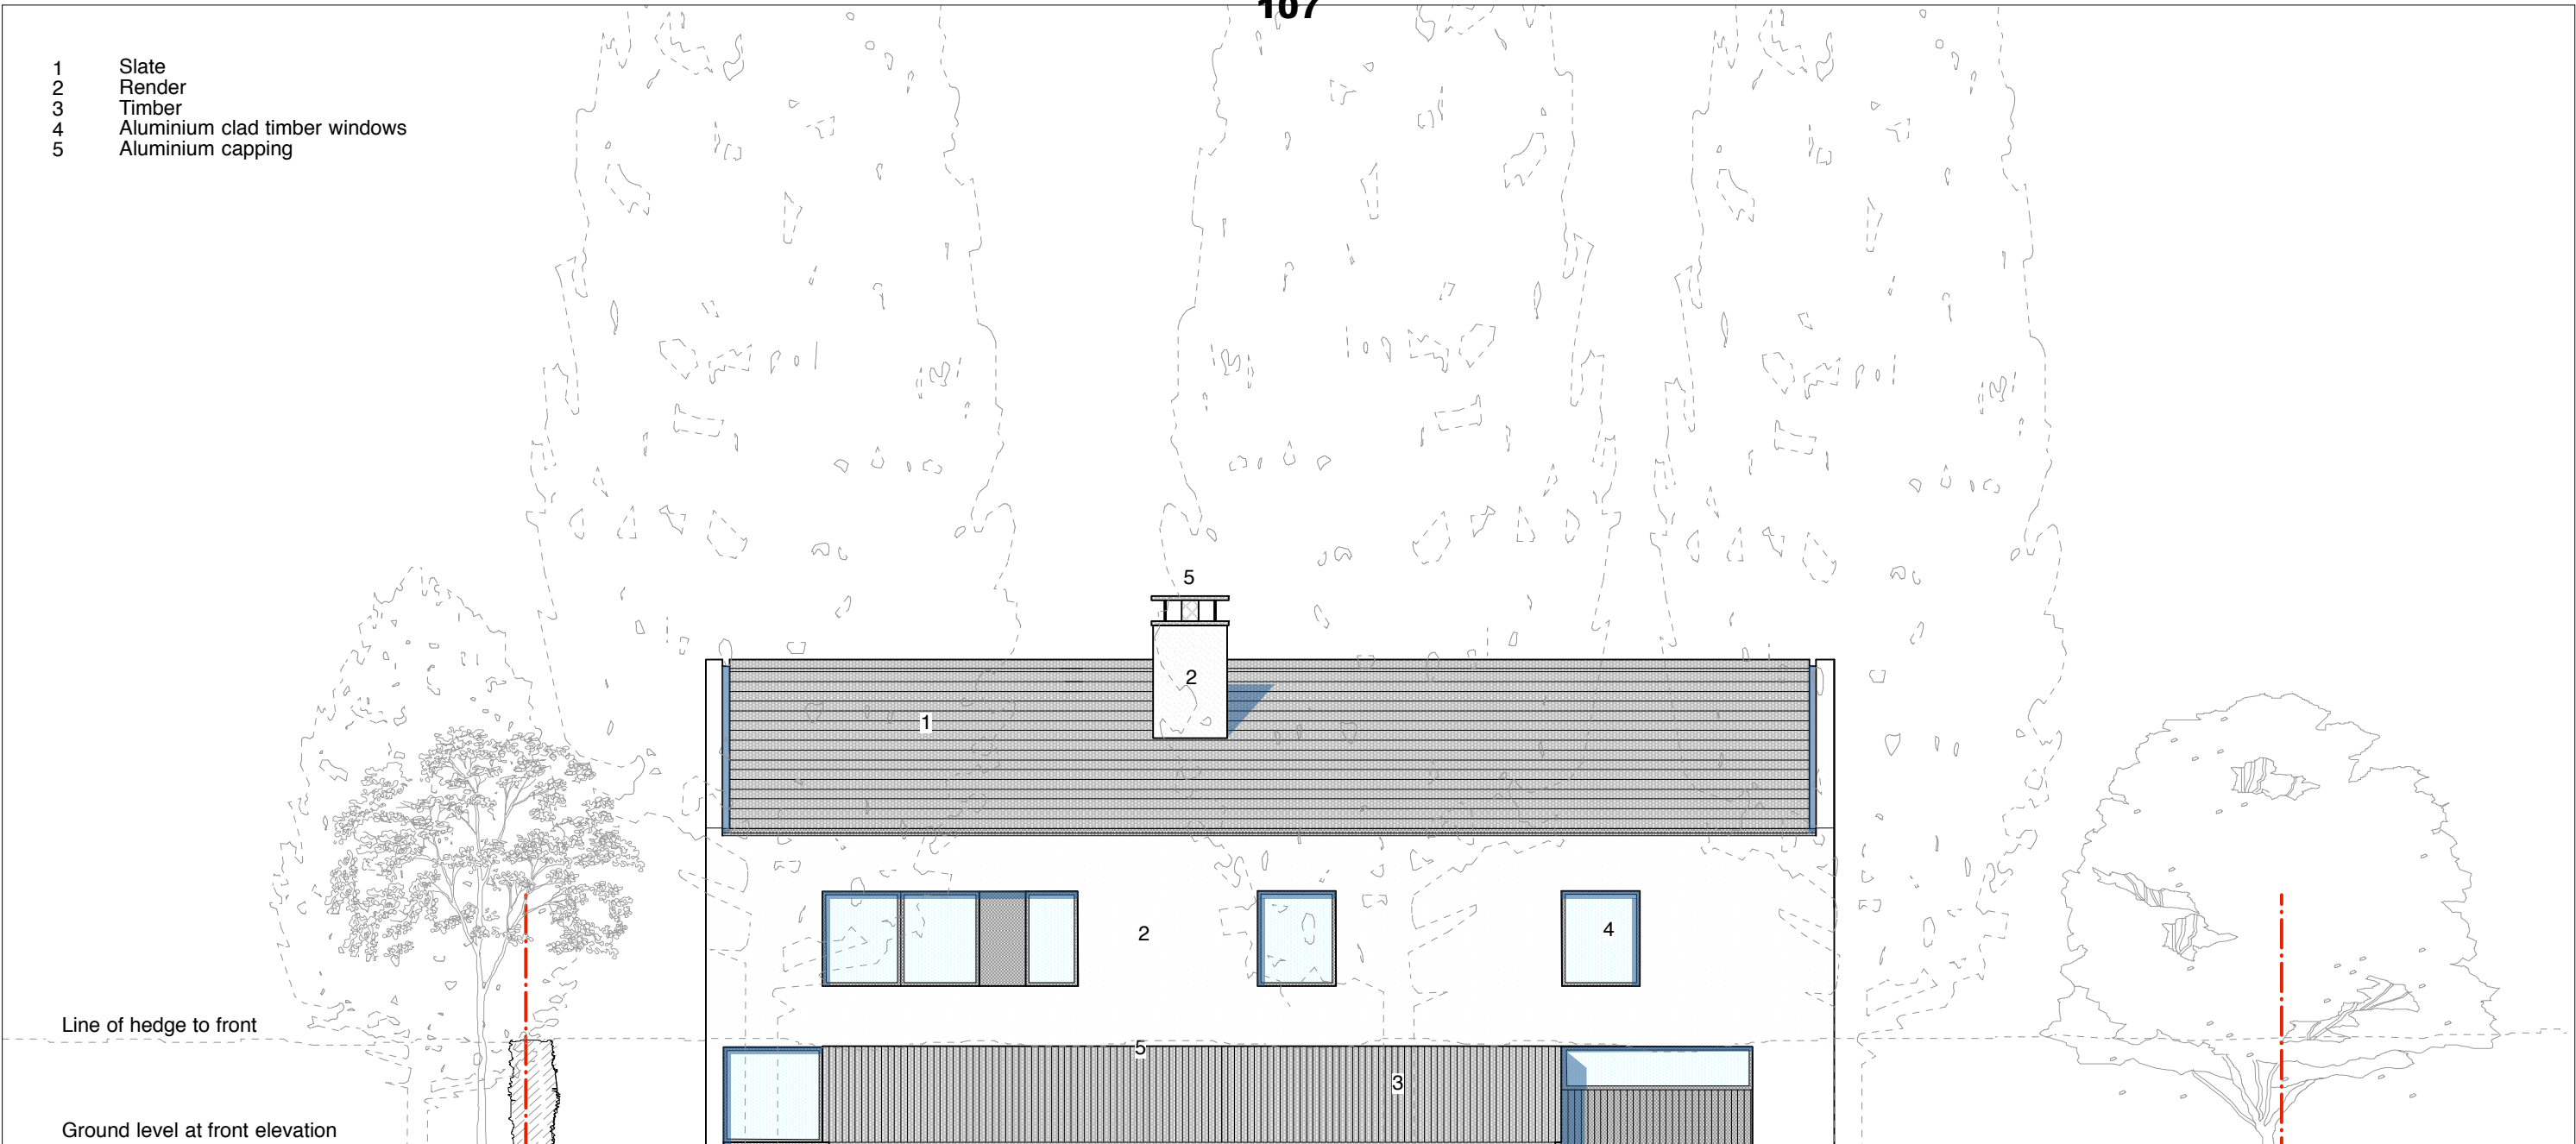 107
1 Slate
2 Render
3 Timber
4 Aluminium clad timber windows
5 Aluminium capping
5
2
1
2
4
Line of hedge to front
5
3
Ground level at front elevation